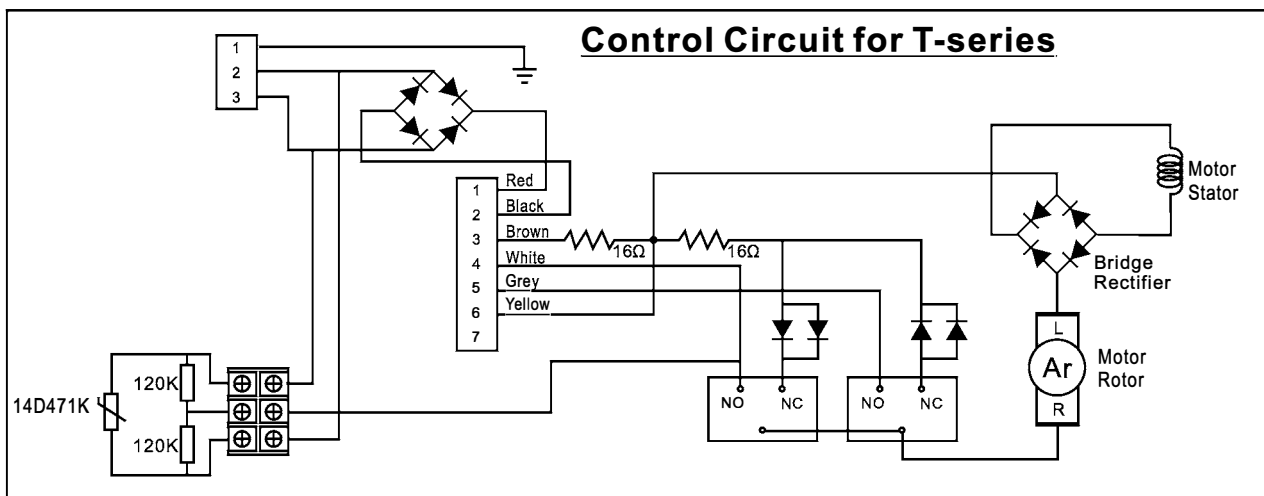 Control Circuit for T-series
1
2
3
1
2
3
4
5
6
7
Red
Black
Brown
White
Grey
Yellow
16Ω
16Ω
Motor
Stator
Bridge
Rectifier
L
Ar
R
Motor
Rotor
NO
NC
NO
NC
14D471K
120K
120K